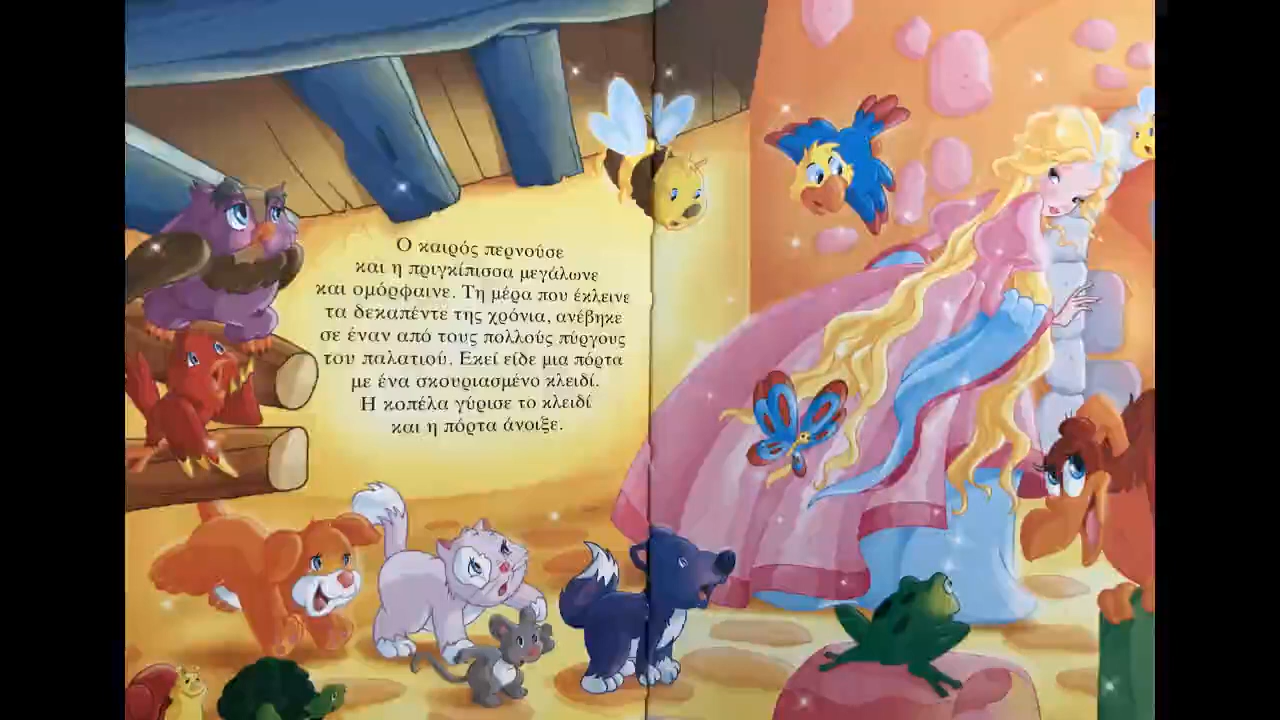 Ο καιρός περνούσε
και η πριγκίπισσα μεγάλωνε
και ομόρφαινε. Τη μέρα που έκλεινε
τα δεκαπέντε της χρόνια, ανέβηκε
σε έναν από τους πολλούς πύργους
του παλατιού. Εκεί είδε μια πόρτα
με ένα σκουριασμένο κλειδί.
Η κοπέλα γύρισε το κλειδί
και η πόρτα άνοιξε.